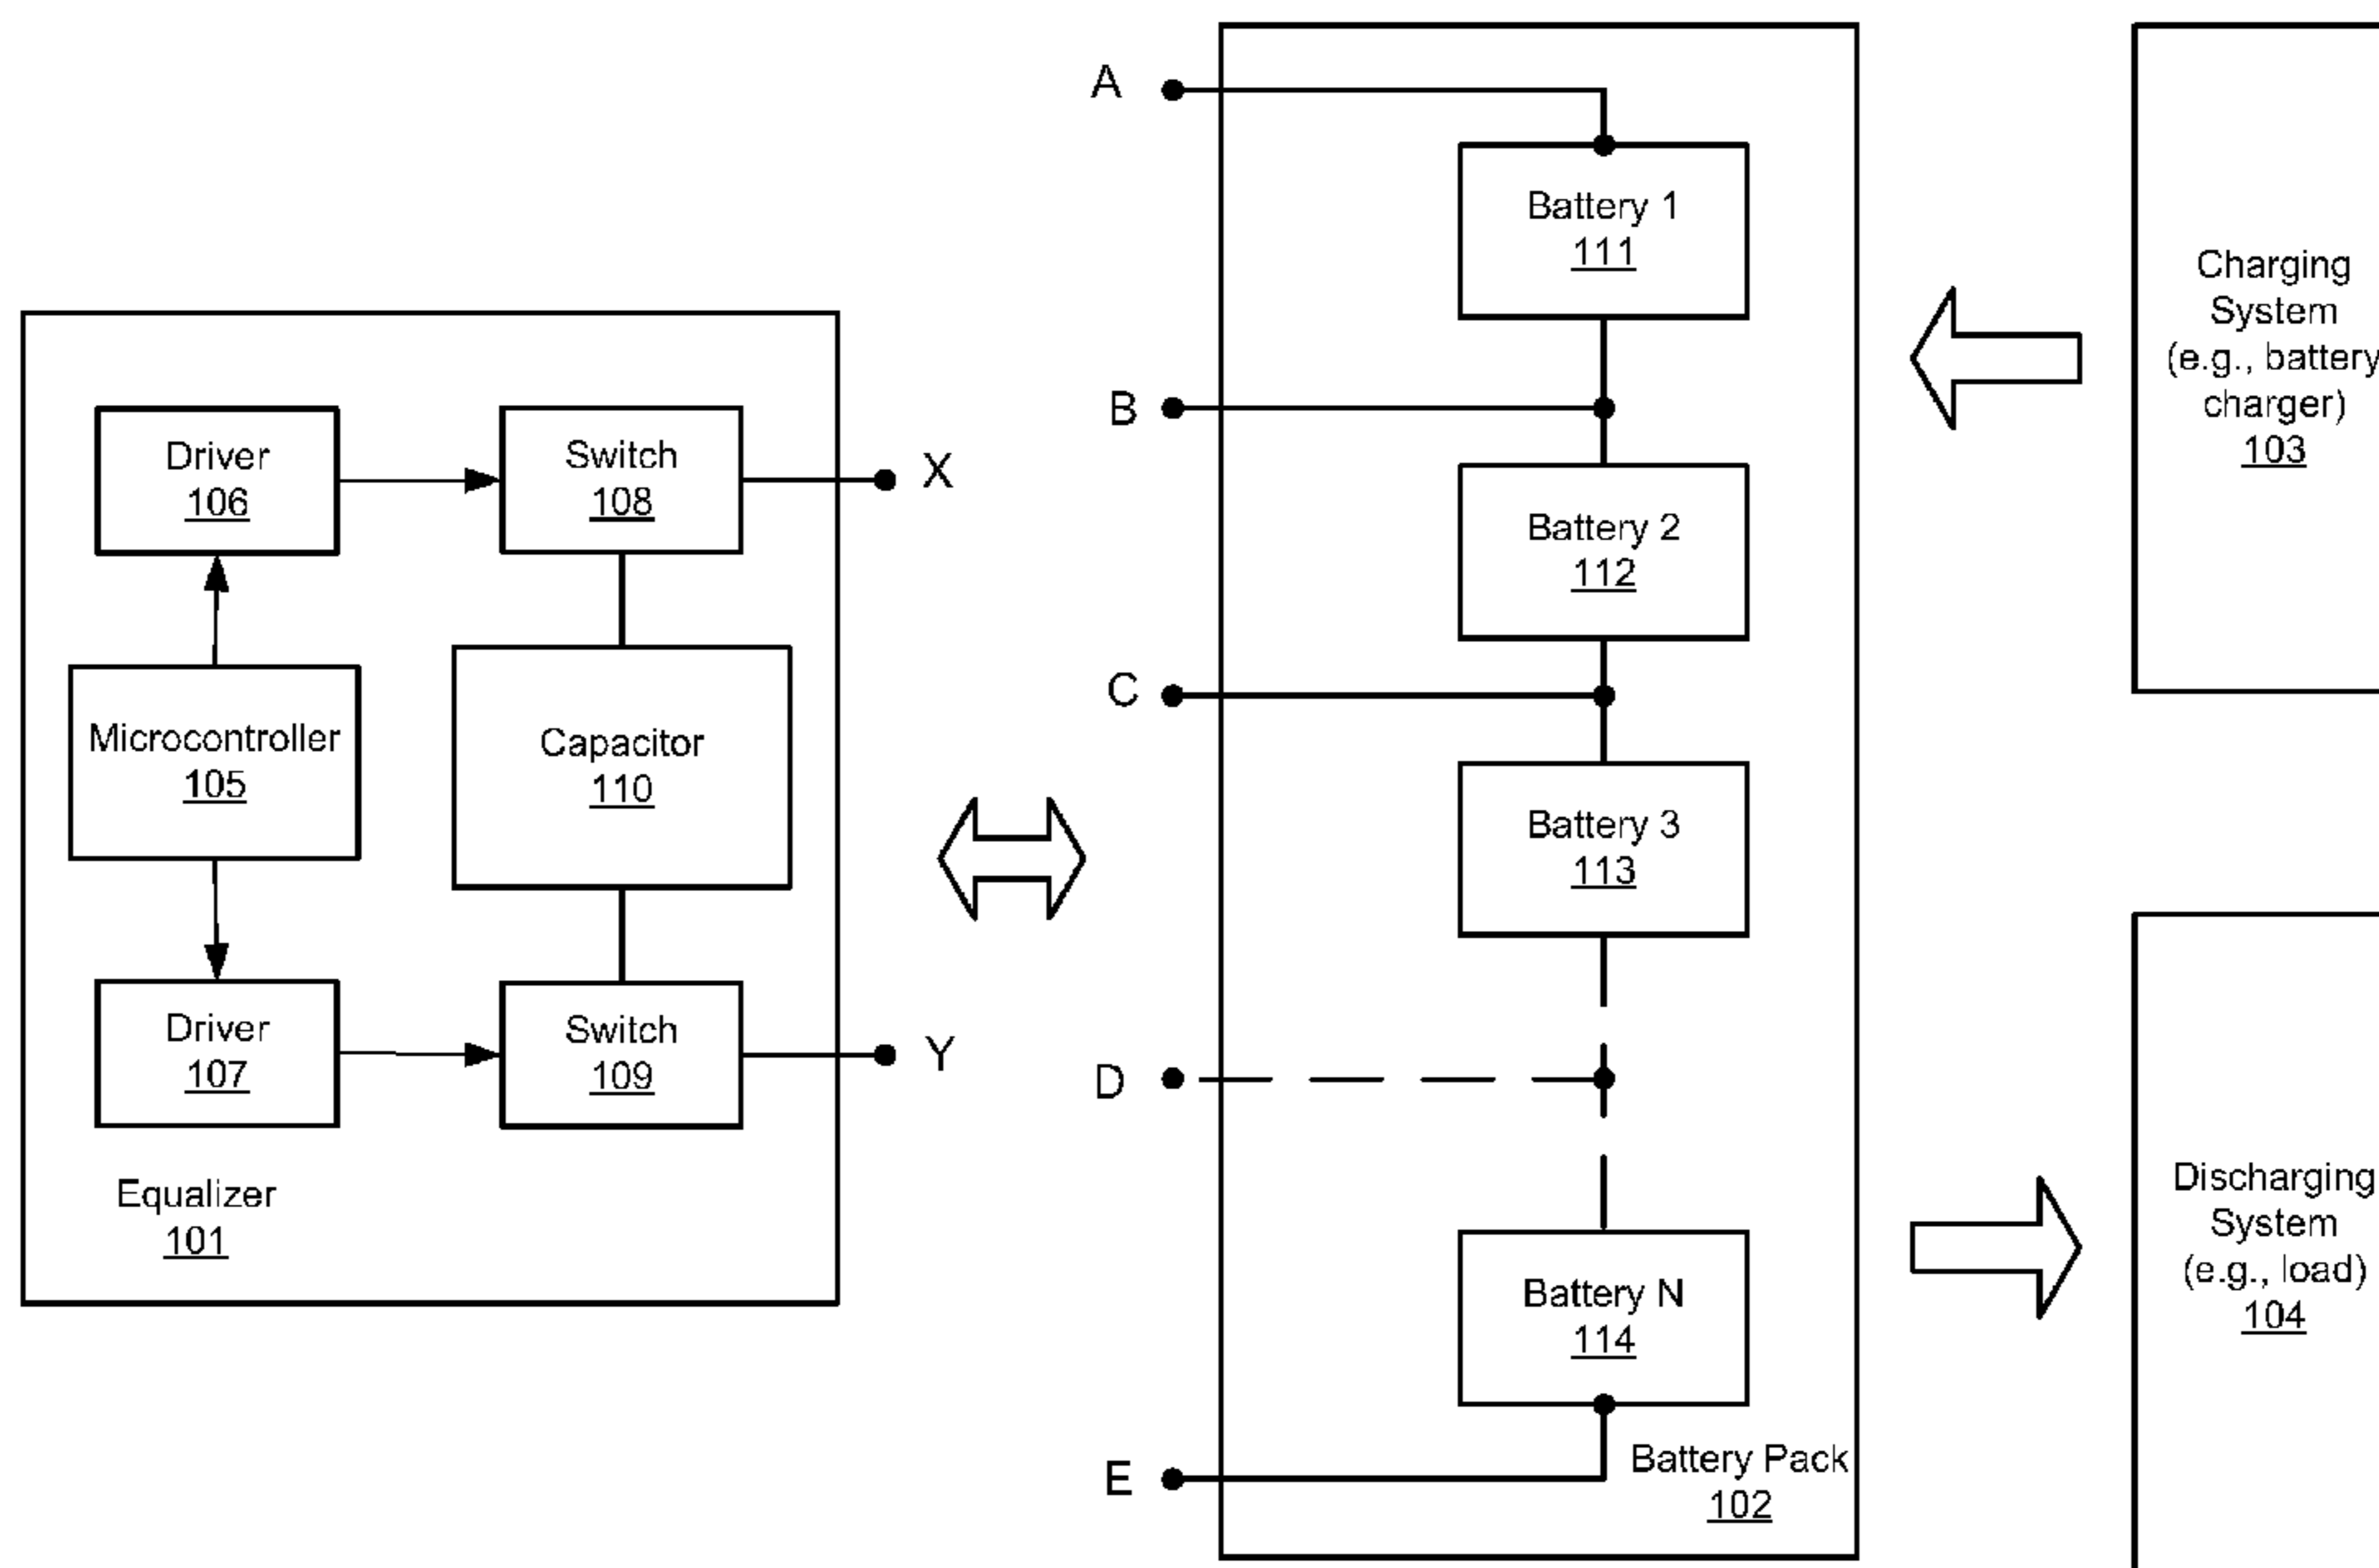 Driver
106
Switch
108
X
Microcontroller
105
Capacitor
110
Driver
107
Switch
109
Y
Equalizer
101
A
B
C
D
E
Battery 1
111
Battery 2
112
Battery 3
113
Battery N
114
Battery Pack
102
Charging
System
(e.g., battery
charger)
103
Discharging
System
(e.g., load)
104